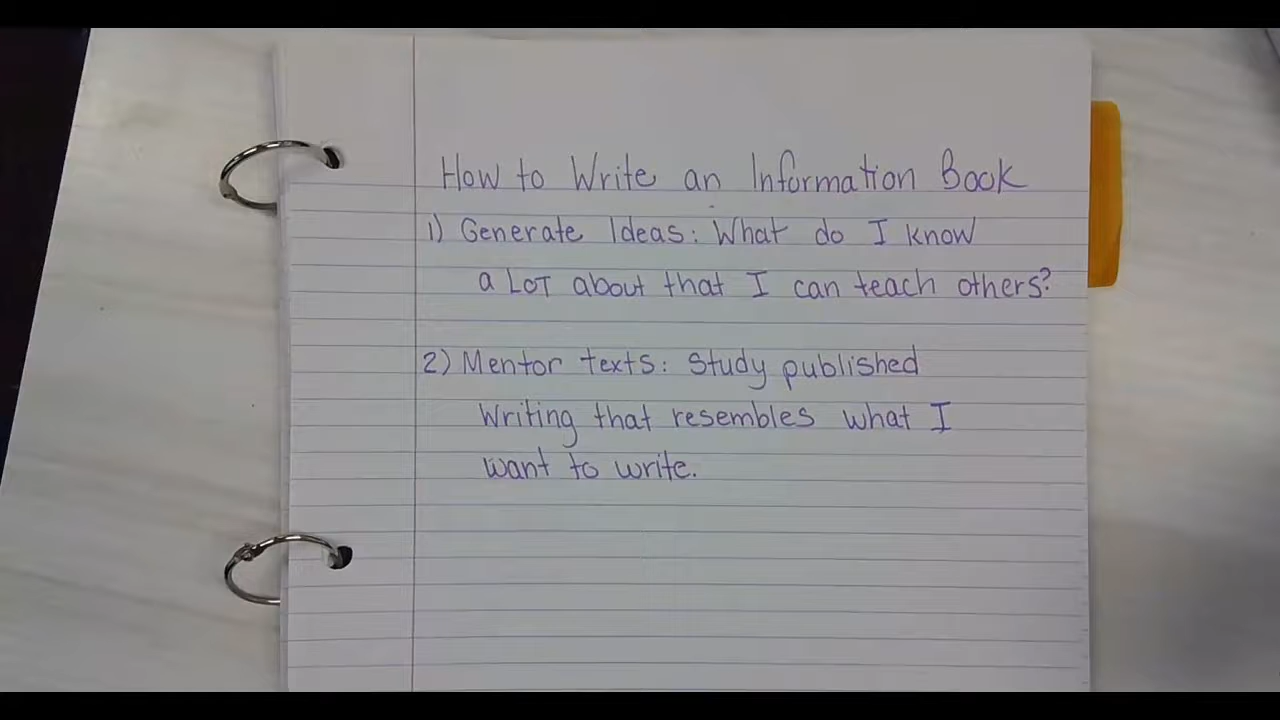 How to Write an Information Book
1) Generate Ideas: What do I know
a LOT about that I can teach others?
2) Mentor texts: Study published
writing that resembles what I
want to write.